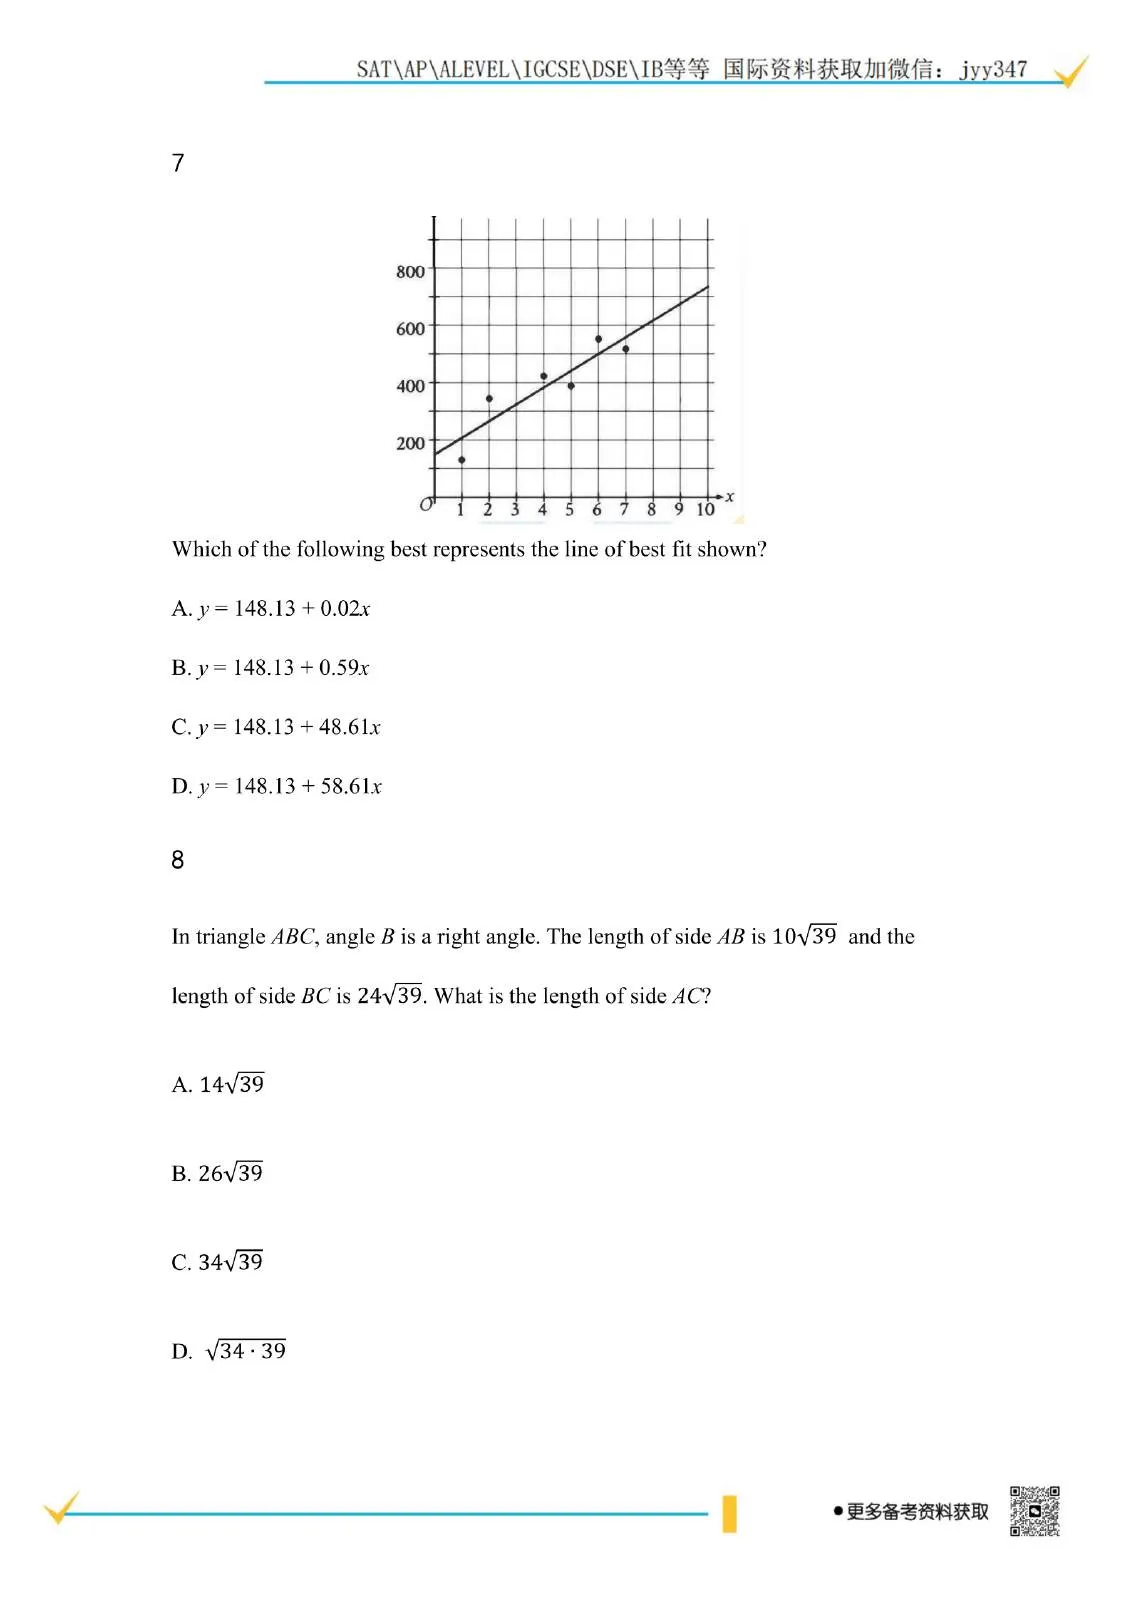 SAT\AP\ALEVEL\IGCSE\DSE\IB等等 国际资料获取加微信：jyy347
7
800
600
400
200
O 1 2 3 4 5 6 7 8 9 10 x
Which of the following best represents the line of best fit shown?
A. y = 148.13 + 0.02x
B. y = 148.13 + 0.59x
C. y = 148.13 + 48.61x
D. y = 148.13 + 58.61x
8
In triangle ABC, angle B is a right angle. The length of side AB is 10√39 and the
length of side BC is 24√39. What is the length of side AC?
A. 14√39
B. 26√39
C. 34√39
D. √34 · 39
●更多备考资料获取